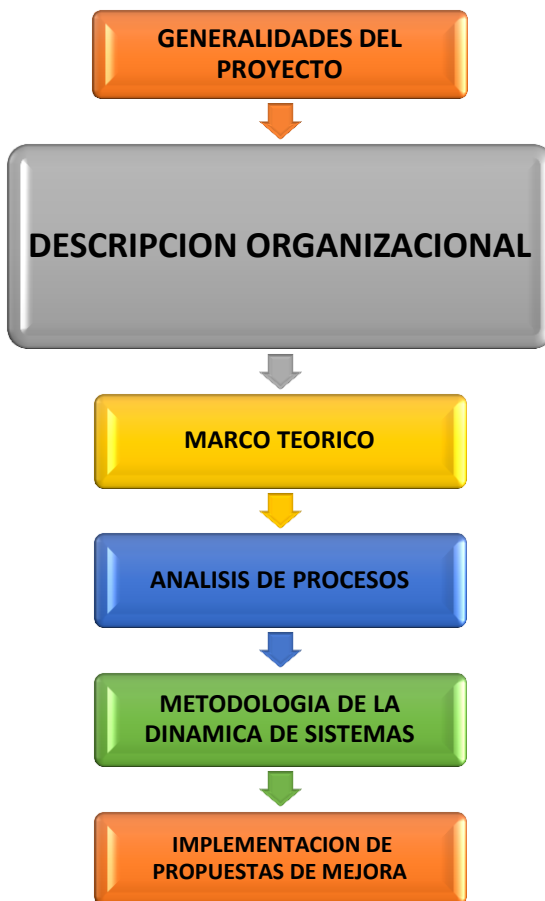 GENERALIDADES DEL
PROYECTO
DESCRIPCION ORGANIZACIONAL
MARCO TEORICO
ANALISIS DE PROCESOS
METODOLOGIA DE LA
DINAMICA DE SISTEMAS
IMPLEMENTACION DE
PROPUESTAS DE MEJORA